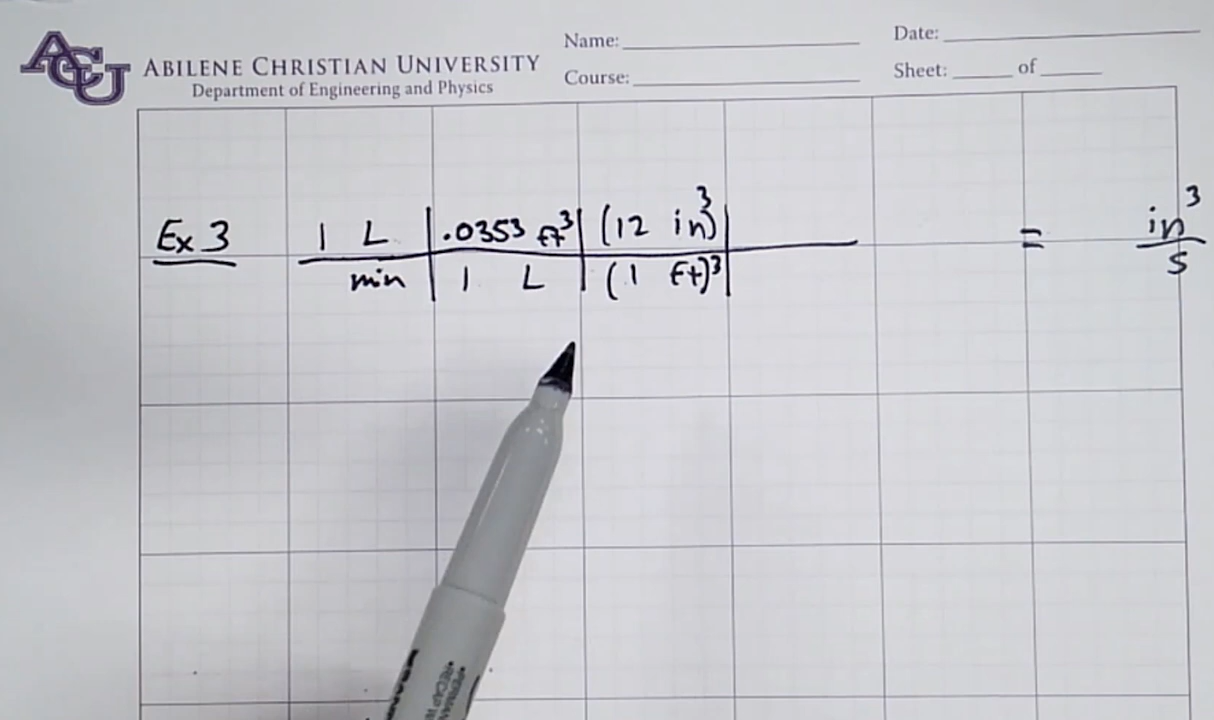 ACU ABILENE CHRISTIAN UNIVERSITY
Department of Engineering and Physics
Name:
Course:
Date:
Sheet: of
Ex 3 1 L .0353 ft³ (12 in)³ = in³
min 1 L (1 ft)³ s